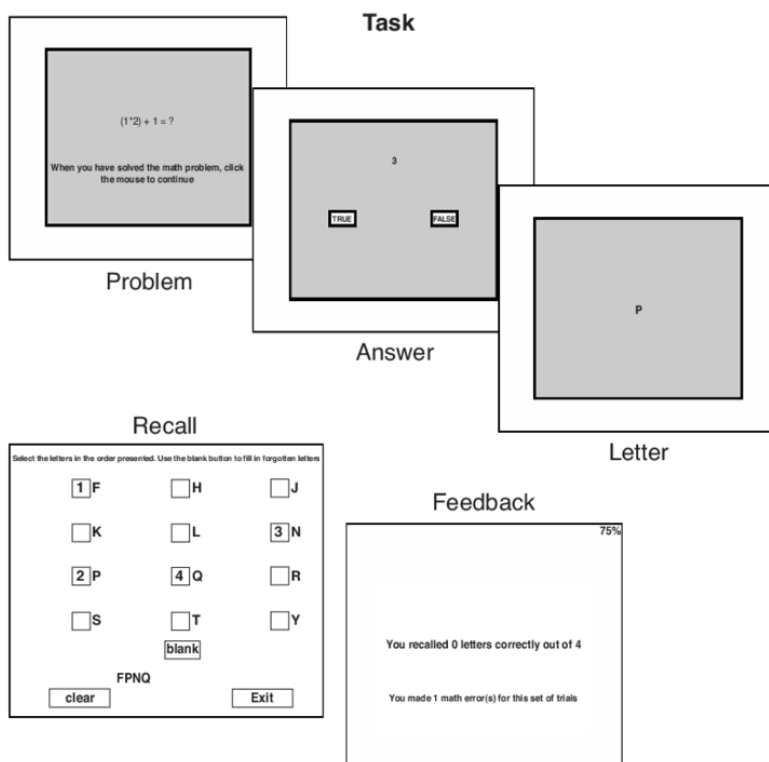 Task
(1*2) + 1 = ?
When you have solved the math problem, click
the mouse to continue
Problem
3
TRUE FALSE
Answer
P
Letter
Recall
Select the letters in the order presented. Use the blank button to fill in forgotten letters
1 F H J
K L 3 N
2 P 4 Q R
S T Y
blank
FPNQ
clear Exit
Feedback
75%
You recalled 0 letters correctly out of 4
You made 1 math error(s) for this set of trials